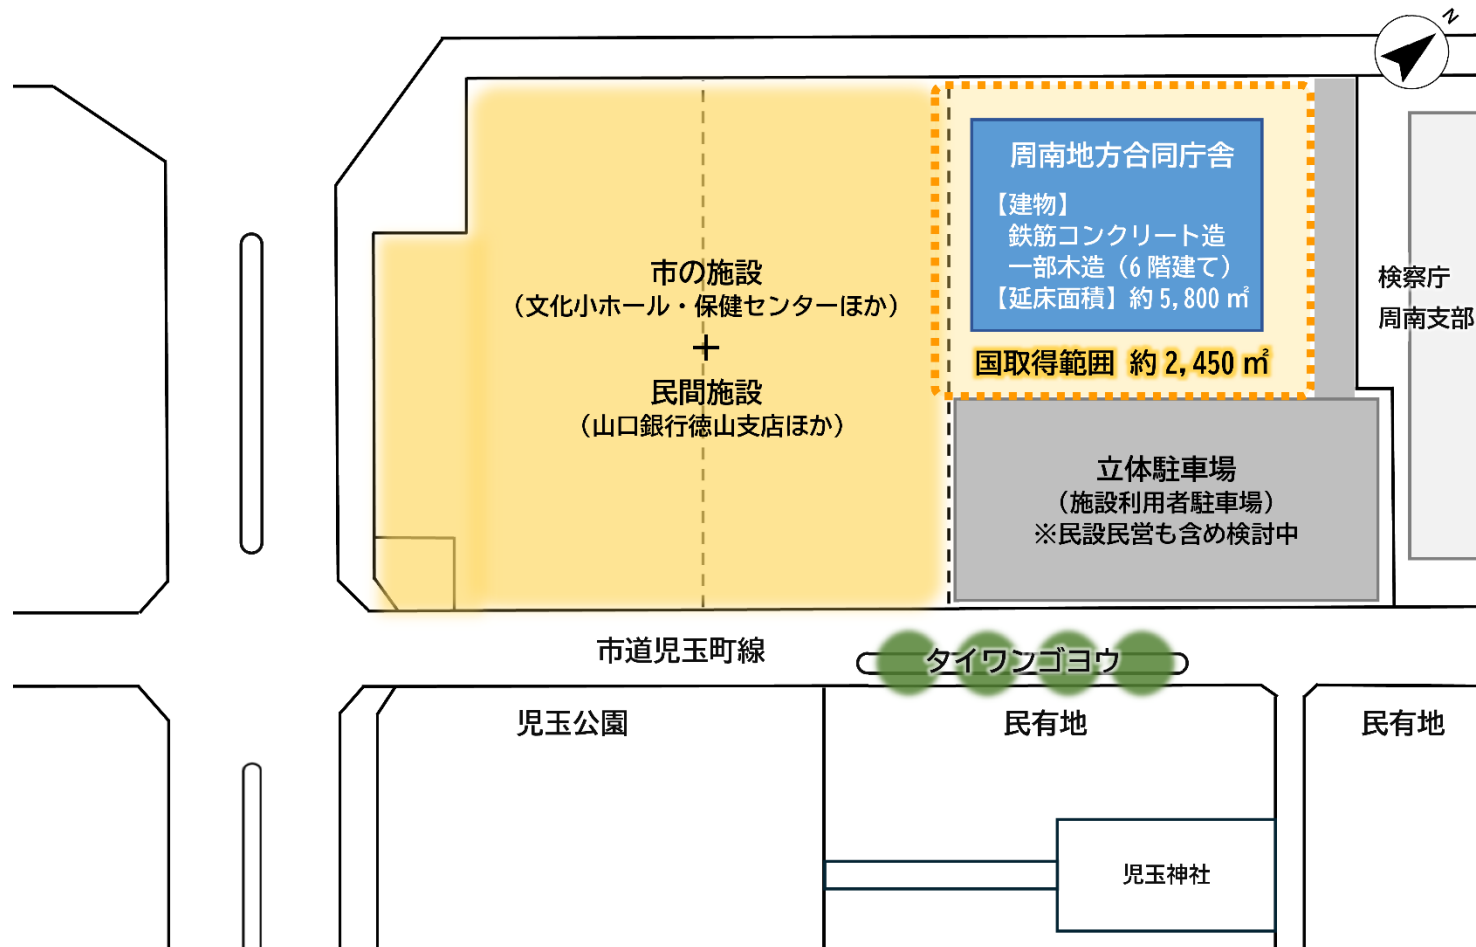 N
周南地方合同庁舎
【建物】
鉄筋コンクリート造
一部木造（6階建て）
【延床面積】約5,800㎡
国取得範囲 約2,450㎡
市の施設
（文化小ホール・保健センターほか）
＋
民間施設
（山口銀行徳山支店ほか）
検察庁
周南支部
立体駐車場
（施設利用者駐車場）
※民設民営も含め検討中
市道児玉町線
タイワンゴヨウ
児玉公園
民有地
民有地
児玉神社